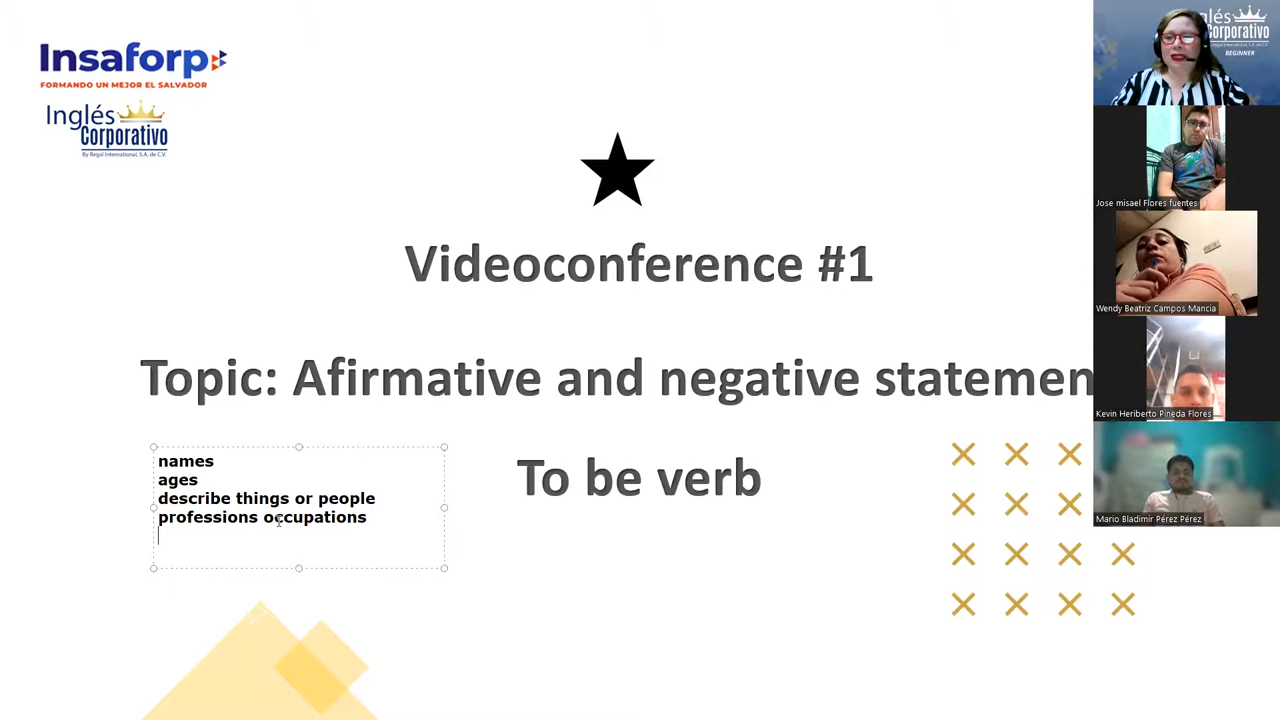 Insaforp
FORMANDO UN MEJOR EL SALVADOR
Inglés
Corporativo
By Regal International, S.A. de C.V.
Videoconference #1
Topic: Afirmative and negative statemen
To be verb
names
ages
describe things or people
professions occupations
glés
Corporativo
BEGINNER
Jose misael Flores fuentes
Wendy Beatriz Campos Mancia
Kevin Heriberto Pineda Flores
Mario Bladimir Pérez Pérez